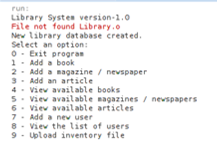 run:
Library System version-1.0
File not found Library.o
New library database created.
Select an option:
0 - Exit program
1 - Add a book
2 - Add a magazine / newspaper
3 - Add an article
4 - View available books
5 - View available magazines / newspapers
6 - View available articles
7 - Add a new user
8 - View the list of users
9 - Upload inventory file